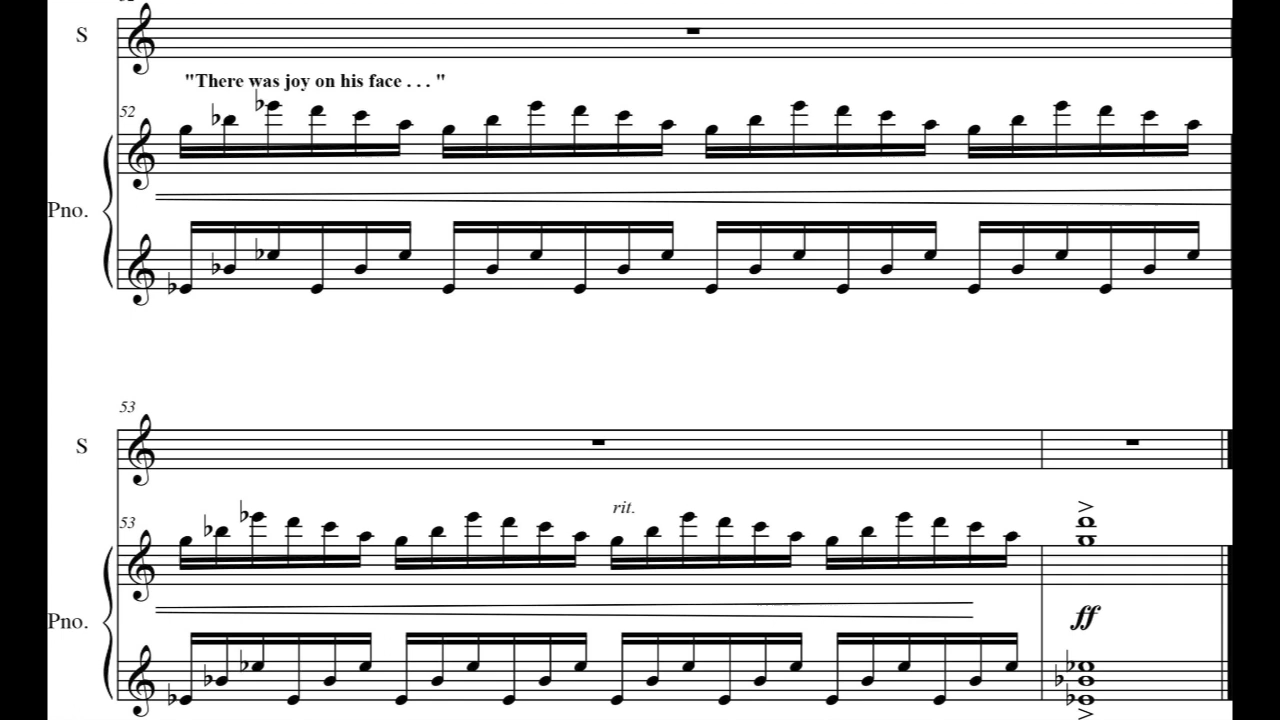 S
"There was joy on his face . . . "
52
Pno.
53
S
53
rit.
Pno.
ff